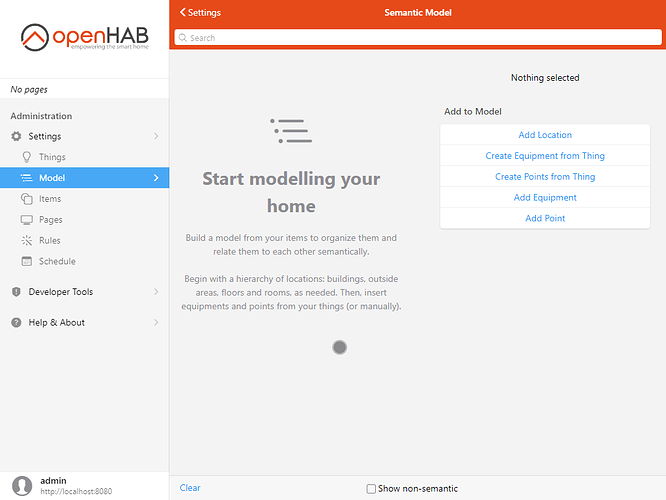 openHAB
empowering the smart home
No pages
Administration
Settings
Things
Model
Items
Pages
Rules
Schedule
Developer Tools
Help & About
admin
http://localhost:8080
Settings
Semantic Model
Search
Start modelling your
home
Build a model from your items to organize them and
relate them to each other semantically.
Begin with a hierarchy of locations: buildings, outside
areas, floors and rooms, as needed. Then, insert
equipments and points from your things (or manually).
Nothing selected
Add to Model
Add Location
Create Equipment from Thing
Create Points from Thing
Add Equipment
Add Point
Clear
Show non-semantic